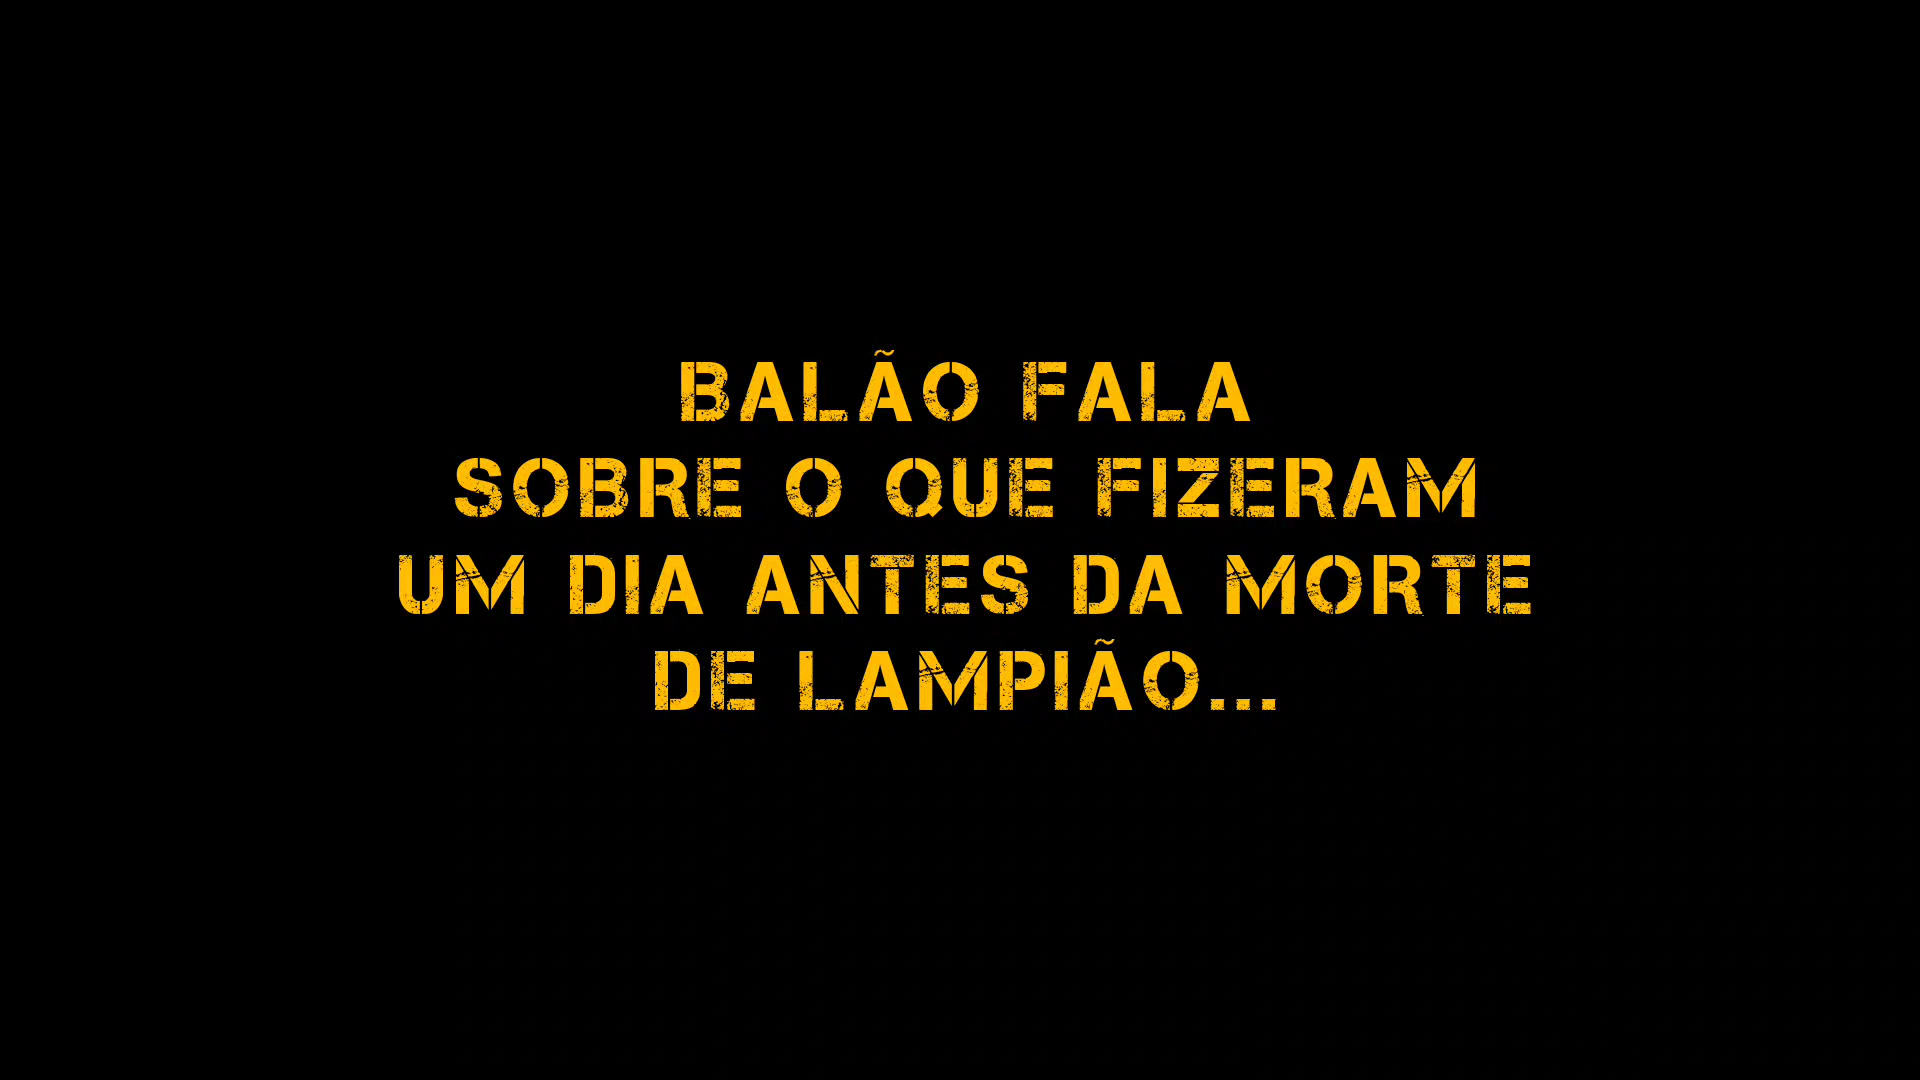 BALÃO FALA
SOBRE O QUE FIZERAM
UM DIA ANTES DA MORTE
DE LAMPIÃO...